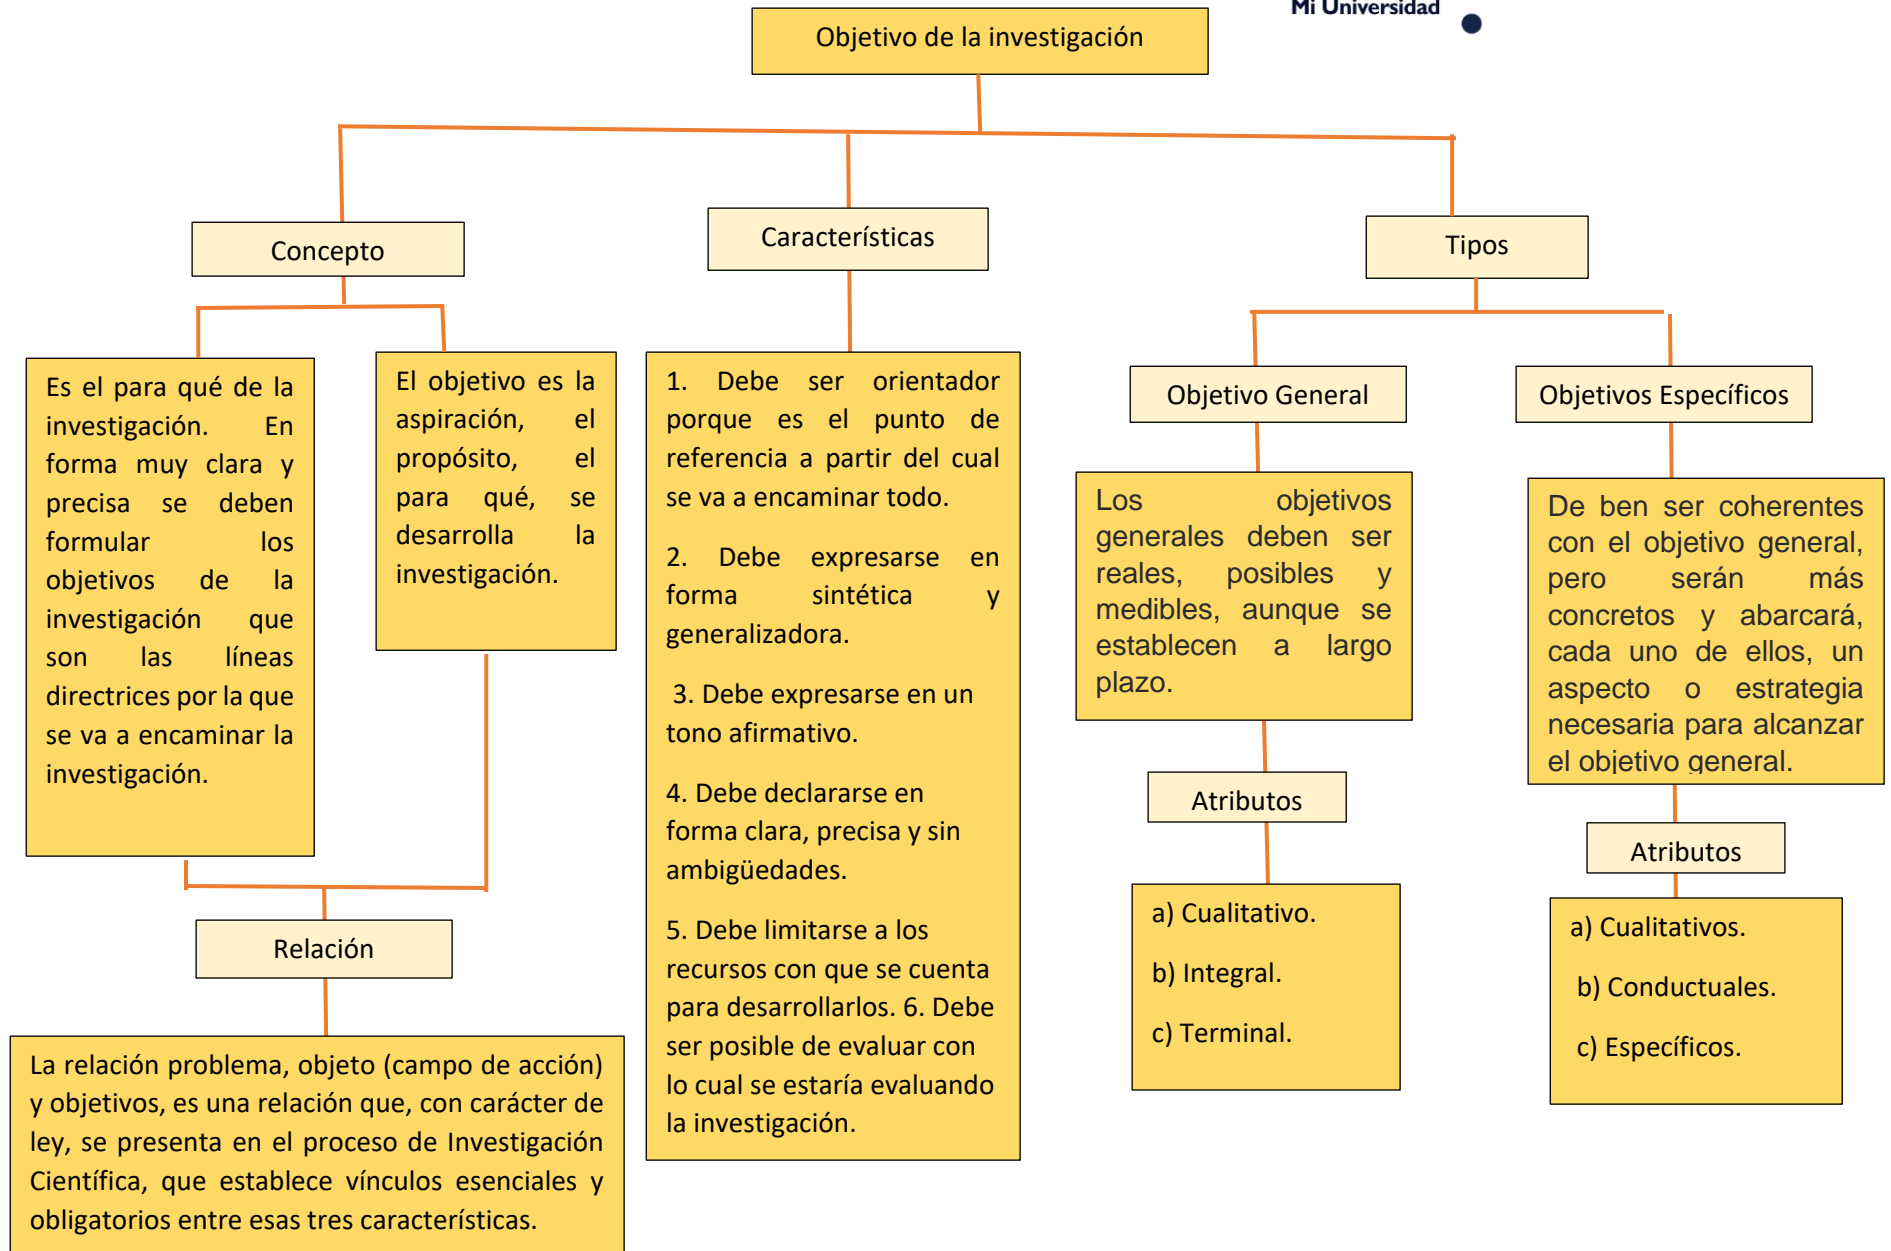 Mi Universidad
Objetivo de la investigación
Concepto
Características
Tipos
Es el para qué de la
investigación. En
forma muy clara y
precisa se deben
formular los
objetivos de la
investigación que
son las líneas
directrices por la que
se va a encaminar la
investigación.
El objetivo es la
aspiración, el
propósito, el
para qué, se
desarrolla la
investigación.
Relación
La relación problema, objeto (campo de acción)
y objetivos, es una relación que, con carácter de
ley, se presenta en el proceso de Investigación
Científica, que establece vínculos esenciales y
obligatorios entre esas tres características.
1. Debe ser orientador
porque es el punto de
referencia a partir del cual
se va a encaminar todo.
2. Debe expresarse en
forma sintética y
generalizadora.
3. Debe expresarse en un
tono afirmativo.
4. Debe declararse en
forma clara, precisa y sin
ambigüedades.
5. Debe limitarse a los
recursos con que se cuenta
para desarrollarlos. 6. Debe
ser posible de evaluar con
lo cual se estaría evaluando
la investigación.
Objetivo General
Los objetivos
generales deben ser
reales, posibles y
medibles, aunque se
establecen a largo
plazo.
Atributos
a) Cualitativo.
b) Integral.
c) Terminal.
Objetivos Específicos
De ben ser coherentes
con el objetivo general,
pero serán más
concretos y abarcará,
cada uno de ellos, un
aspecto o estrategia
necesaria para alcanzar
el objetivo general.
Atributos
a) Cualitativos.
b) Conductuales.
c) Específicos.